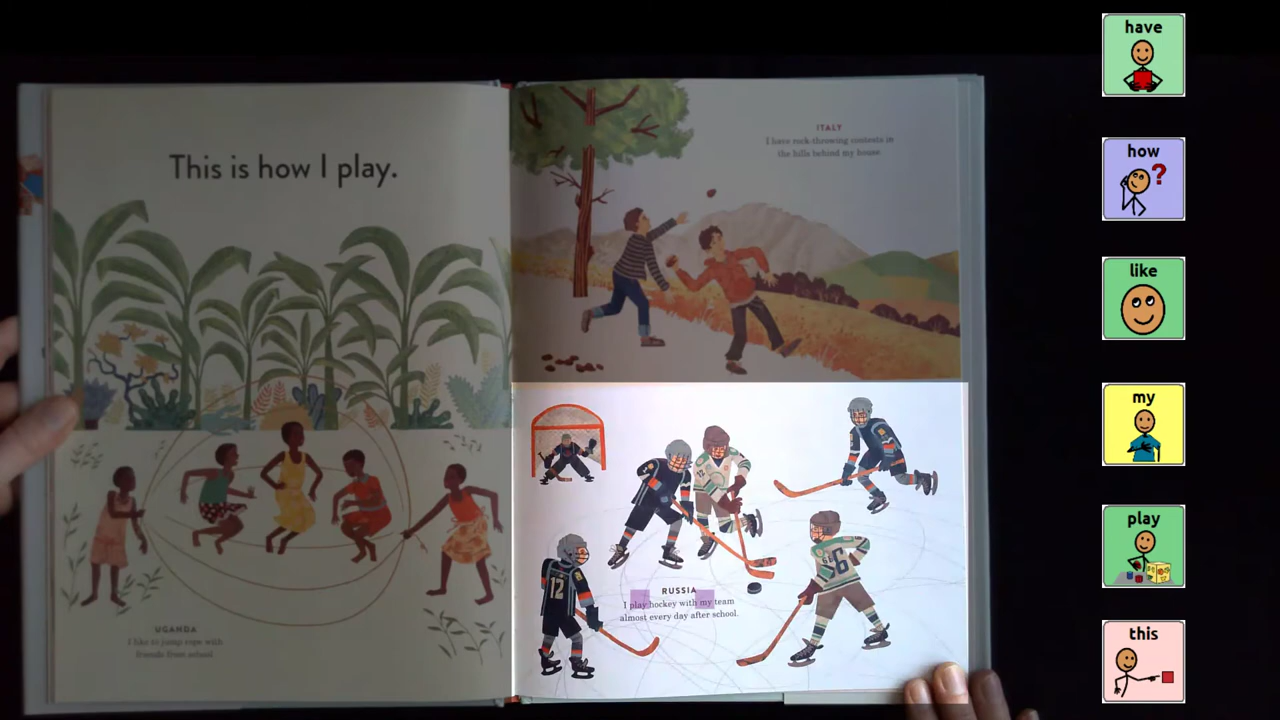 This is how I play.
UGANDA
I like to jump rope with
friends from school.
ITALY
I have rock-throwing contests in
the hills behind my house.
RUSSIA
I play hockey with my team
almost every day after school.
12
6
have
how
?
like
my
play
this